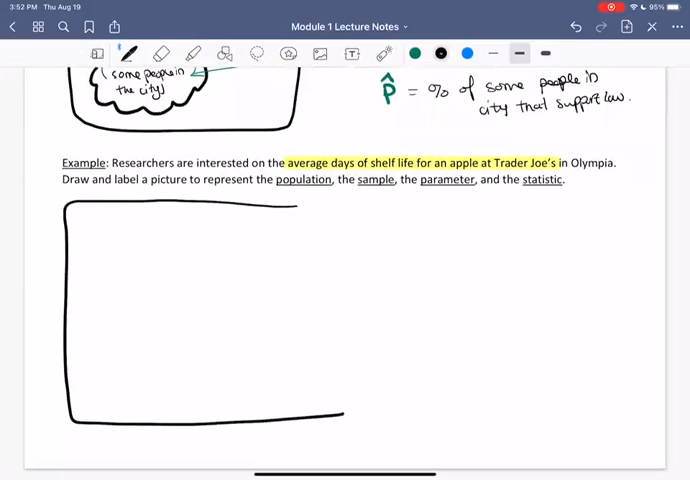 3:52 PM Thu Aug 19
95%
Module 1 Lecture Notes
(some people in
the city)
p̂ = % of some people in
city that support law.
Example: Researchers are interested on the average days of shelf life for an apple at Trader Joe's in Olympia.
Draw and label a picture to represent the population, the sample, the parameter, and the statistic.